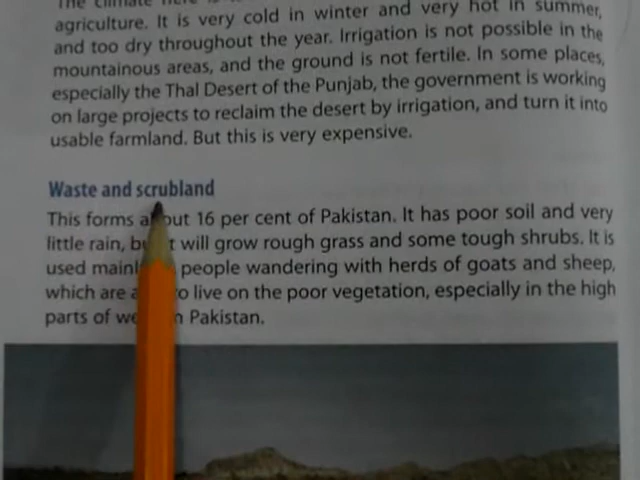 The climate here is
agriculture. It is very cold in winter and very hot in summer,
and too dry throughout the year. Irrigation is not possible in the
mountainous areas, and the ground is not fertile. In some places,
especially the Thal Desert of the Punjab, the government is working
on large projects to reclaim the desert by irrigation, and turn it into
usable farmland. But this is very expensive.
Waste and scrubland
This forms about 16 per cent of Pakistan. It has poor soil and very
little rain, but will grow rough grass and some tough shrubs. It is
used mainly people wandering with herds of goats and sheep,
which are to live on the poor vegetation, especially in the high
parts of Pakistan.